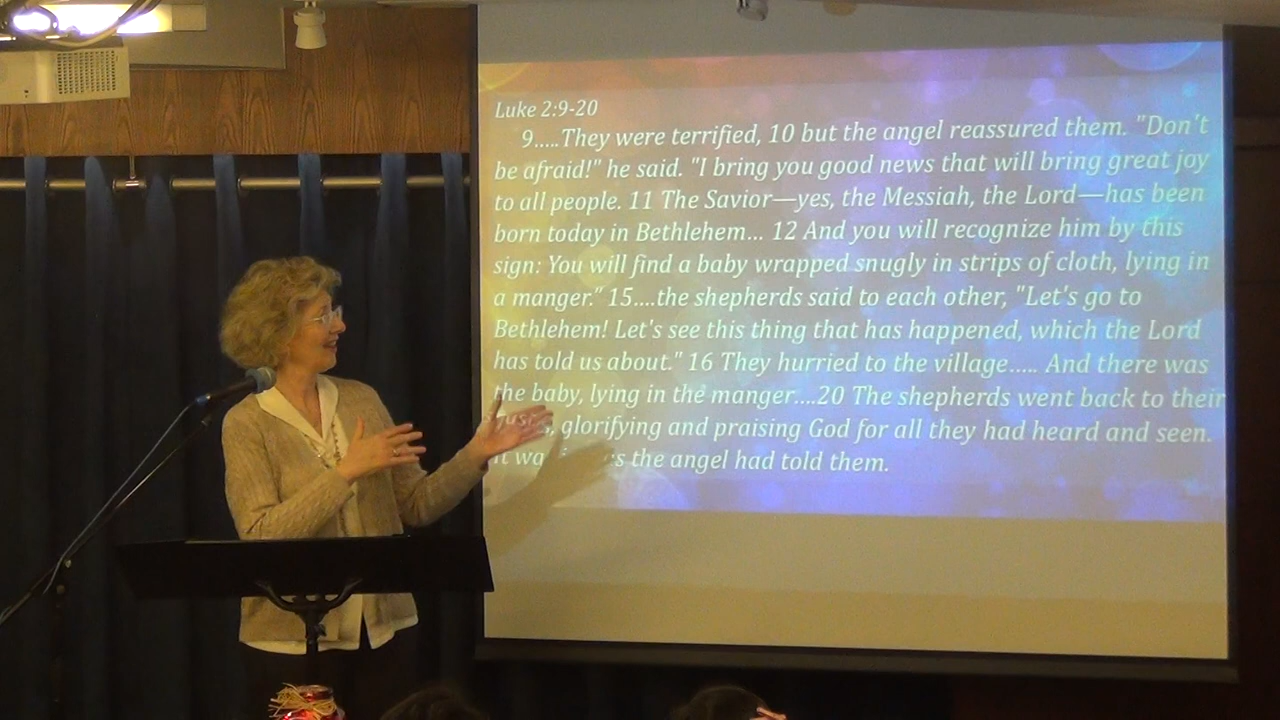 Luke 2:9-20
9.....They were terrified, 10 but the angel reassured them. "Don't
be afraid!" he said. "I bring you good news that will bring great joy
to all people. 11 The Savior—yes, the Messiah, the Lord—has been
born today in Bethlehem... 12 And you will recognize him by this
sign: You will find a baby wrapped snugly in strips of cloth, lying in
a manger." 15....the shepherds said to each other, "Let's go to
Bethlehem! Let's see this thing that has happened, which the Lord
has told us about." 16 They hurried to the village..... And there was
the baby, lying in the manger....20 The shepherds went back to their
glorifying and praising God for all they had heard and seen.
the angel had told them.